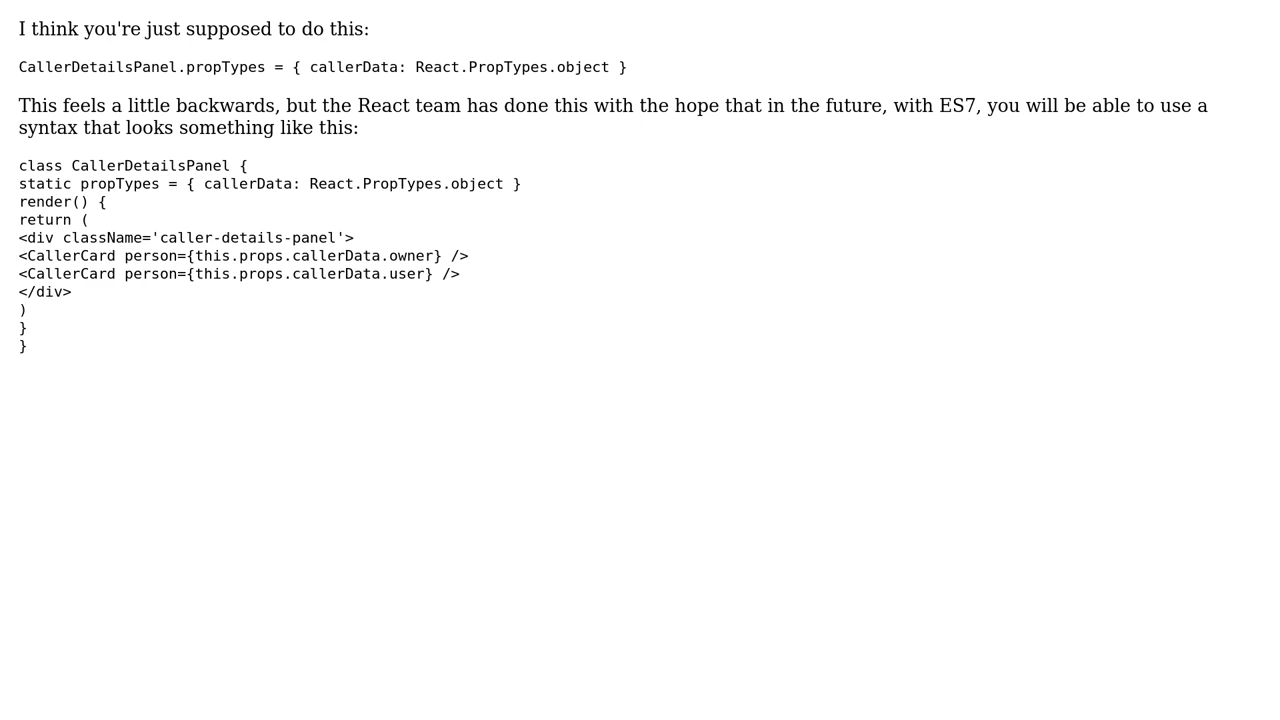 I think you're just supposed to do this:
CallerDetailsPanel.propTypes = { callerData: React.PropTypes.object }
This feels a little backwards, but the React team has done this with the hope that in the future, with ES7, you will be able to use a
syntax that looks something like this:
class CallerDetailsPanel {
static propTypes = { callerData: React.PropTypes.object }
render() {
return (
<div className='caller-details-panel'>
<CallerCard person={this.props.callerData.owner} />
<CallerCard person={this.props.callerData.user} />
</div>
)
}
}